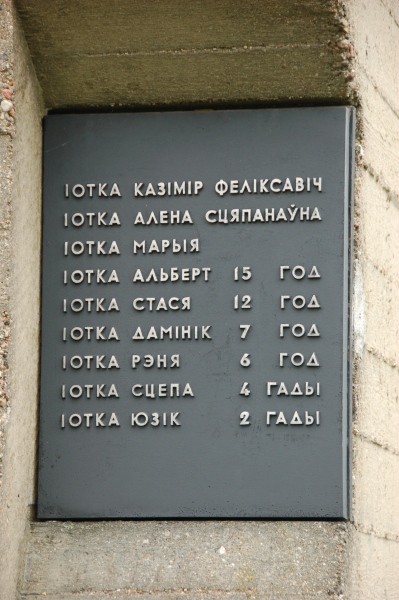 ІОТКА КАЗІМІР ФЕЛІКСАВІЧ
ІОТКА АЛЕНА СЦЯПАНАЎНА
ІОТКА МАРЫЯ
ІОТКА АЛЬБЕРТ 15 ГОД
ІОТКА СТАСЯ 12 ГОД
ІОТКА ДАМІНІК 7 ГОД
ІОТКА РЭНЯ 6 ГОД
ІОТКА СЦЕПА 4 ГАДЫ
ІОТКА ЮЗІК 2 ГАДЫ